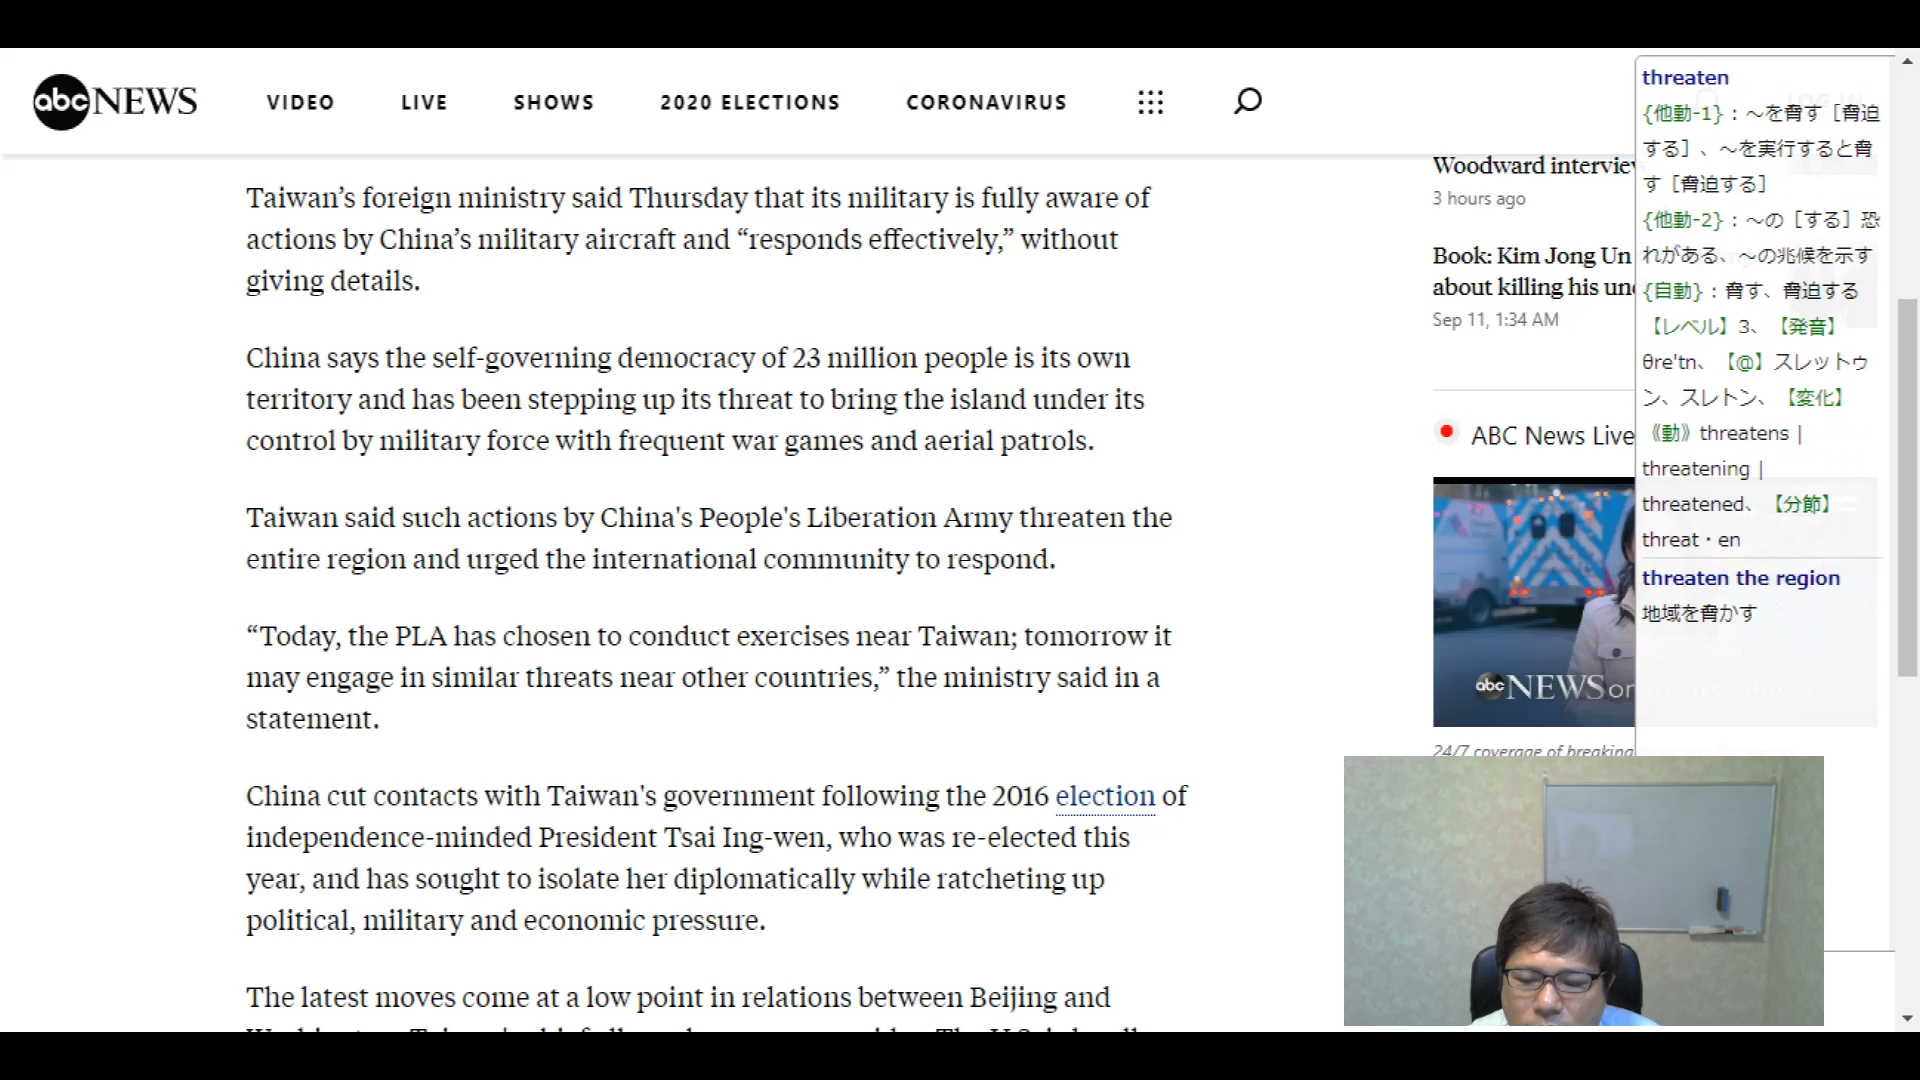 abc NEWS
VIDEO
LIVE
SHOWS
2020 ELECTIONS
CORONAVIRUS
Taiwan’s foreign ministry said Thursday that its military is fully aware of
actions by China’s military aircraft and “responds effectively,” without
giving details.
China says the self-governing democracy of 23 million people is its own
territory and has been stepping up its threat to bring the island under its
control by military force with frequent war games and aerial patrols.
Taiwan said such actions by China's People's Liberation Army threaten the
entire region and urged the international community to respond.
“Today, the PLA has chosen to conduct exercises near Taiwan; tomorrow it
may engage in similar threats near other countries,” the ministry said in a
statement.
China cut contacts with Taiwan's government following the 2016 election of
independence-minded President Tsai Ing-wen, who was re-elected this
year, and has sought to isolate her diplomatically while ratcheting up
political, military and economic pressure.
The latest moves come at a low point in relations between Beijing and
Woodward
3 hours ago
Book: Kim Jong Un
about killing his
Sep 11, 1:34 AM
ABC News Live
abc NEWS
24/7 coverage of breaking
threaten
{他動-1}：～を脅す［脅迫
する］、～を実行すると脅
す［脅迫する］
{他動-2}：～の［する］恐
れがある、～の兆候を示す
{自動}：脅す、脅迫する
【レベル】3、【発音】
θre'tn、【@】スレットゥ
ン、スレトン、【変化】
《動》threatens |
threatening |
threatened、【分節】
threat・en
threaten the region
地域を脅かす